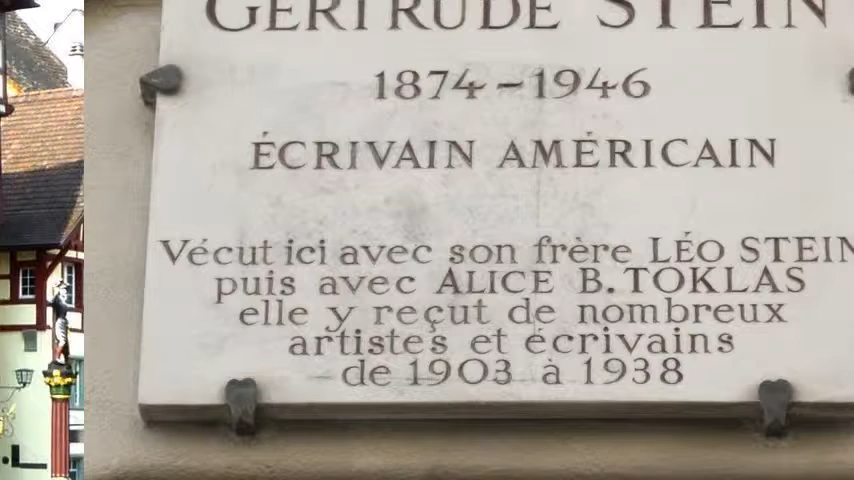 GERTRUDE STEIN
1874-1946
ÉCRIVAIN AMÉRICAIN
Vécut ici avec son frère LÉO STEIN
puis avec ALICE B. TOKLAS
elle y reçut de nombreux
artistes et écrivains
de 1903 à 1938